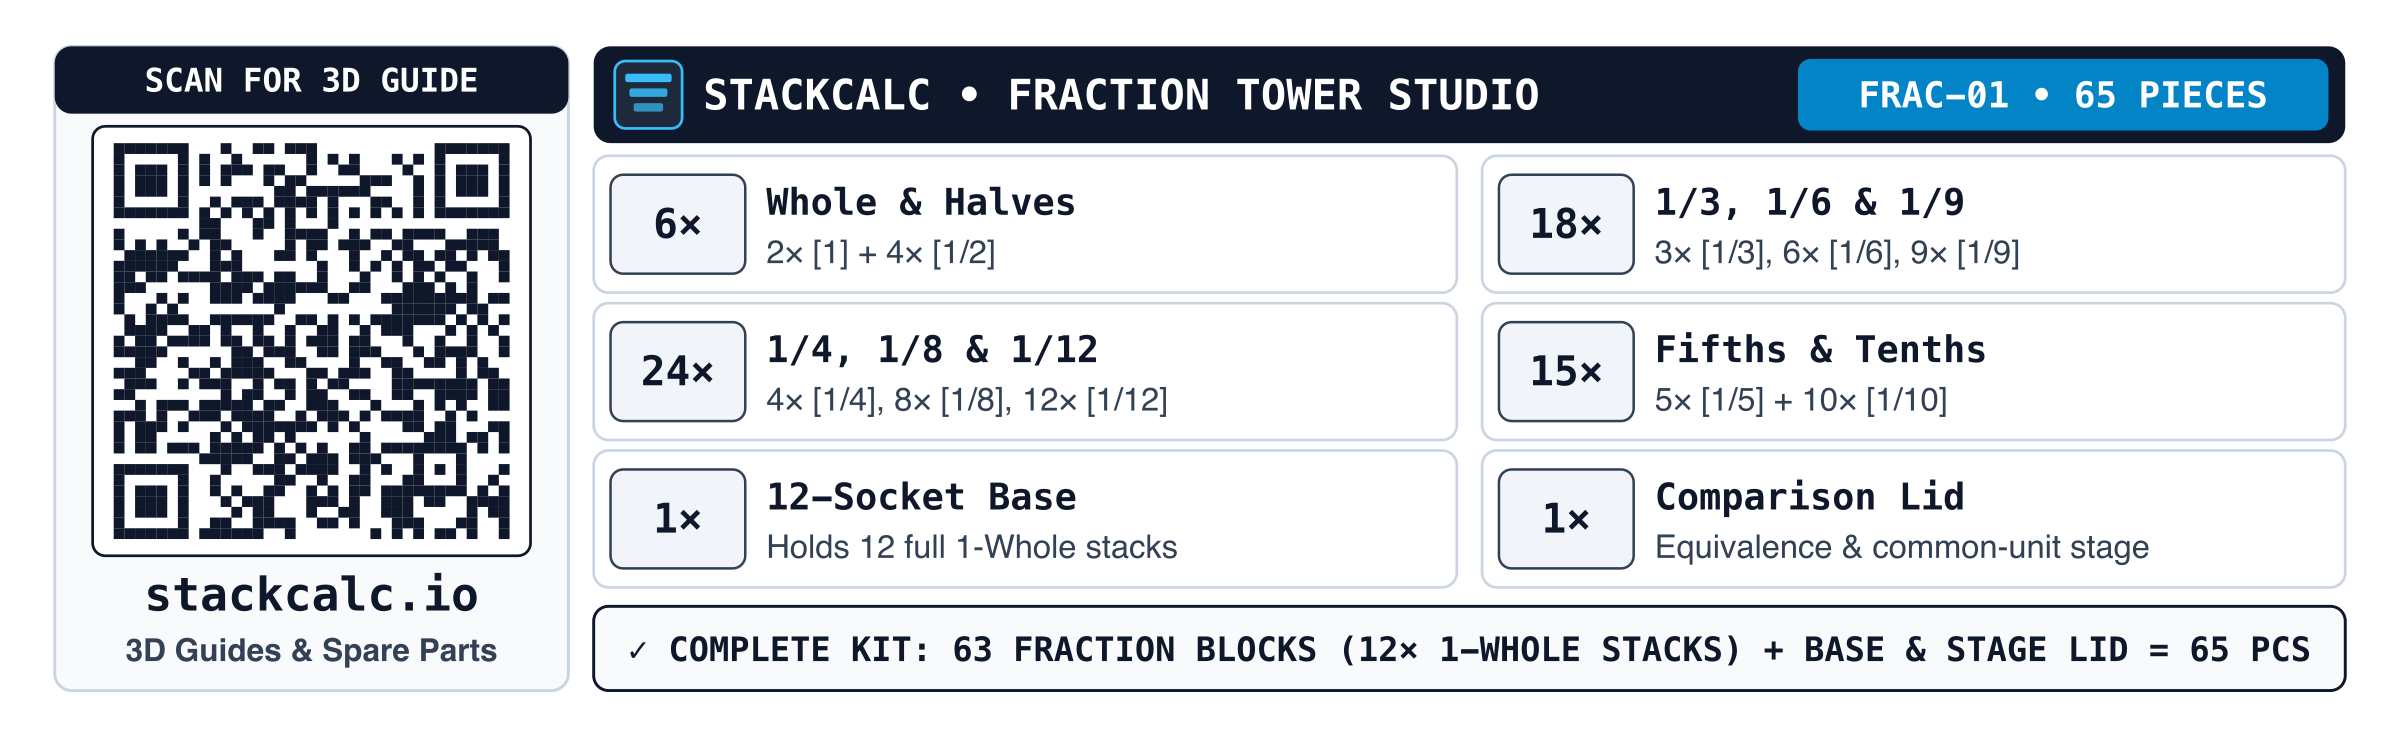 SCAN FOR 3D GUIDE
stackcalc.io
3D Guides & Spare Parts
STACKCALC • FRACTION TOWER STUDIO
FRAC–01 • 65 PIECES
6×
Whole & Halves
2× [1] + 4× [1/2]
18×
1/3, 1/6 & 1/9
3× [1/3], 6× [1/6], 9× [1/9]
24×
1/4, 1/8 & 1/12
4× [1/4], 8× [1/8], 12× [1/12]
15×
Fifths & Tenths
5× [1/5] + 10× [1/10]
1×
12–Socket Base
Holds 12 full 1-Whole stacks
1×
Comparison Lid
Equivalence & common-unit stage
✓ COMPLETE KIT: 63 FRACTION BLOCKS (12× 1–WHOLE STACKS) + BASE & STAGE LID = 65 PCS